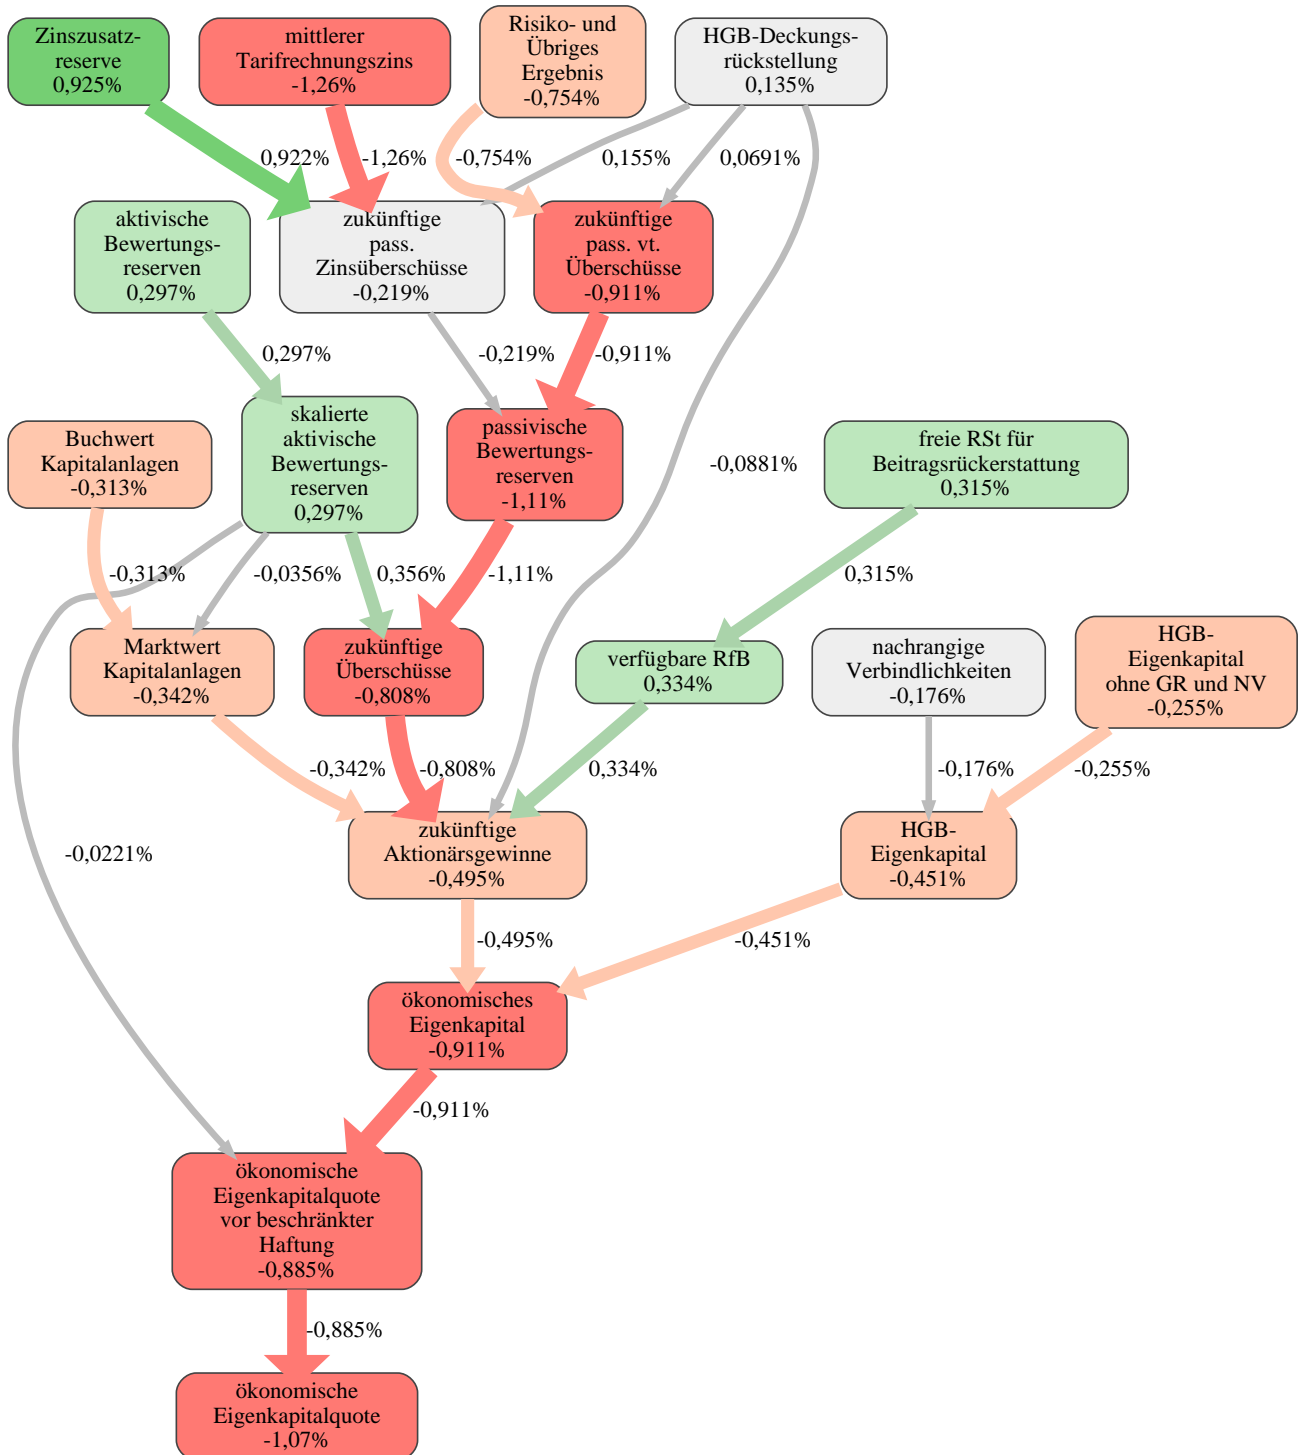 Zinszusatz-
reserve
0,925%
mittlerer
Tarifrechnungszins
-1,26%
Risiko- und
Übriges
Ergebnis
-0,754%
HGB-Deckungs-
rückstellung
0,135%
0,922%
-1,26%
-0,754%
0,155%
0,0691%
aktivische
Bewertungs-
reserven
0,297%
zukünftige
pass.
Zinsüberschüsse
-0,219%
zukünftige
pass. vt.
Überschüsse
-0,911%
0,297%
-0,219%
-0,911%
Buchwert
Kapitalanlagen
-0,313%
skalierte
aktivische
Bewertungs-
reserven
0,297%
passivische
Bewertungs-
reserven
-1,11%
-0,0881%
freie RSt für
Beitragsrückerstattung
0,315%
-0,313%
-0,0356%
0,356%
-1,11%
0,315%
Marktwert
Kapitalanlagen
-0,342%
zukünftige
Überschüsse
-0,808%
verfügbare RfB
0,334%
nachrangige
Verbindlichkeiten
-0,176%
HGB-
Eigenkapital
ohne GR und NV
-0,255%
-0,342%
-0,808%
0,334%
-0,176%
-0,255%
-0,0221%
zukünftige
Aktionärsgewinne
-0,495%
HGB-
Eigenkapital
-0,451%
-0,495%
-0,451%
ökonomisches
Eigenkapital
-0,911%
-0,911%
ökonomische
Eigenkapitalquote
vor beschränkter
Haftung
-0,885%
-0,885%
ökonomische
Eigenkapitalquote
-1,07%